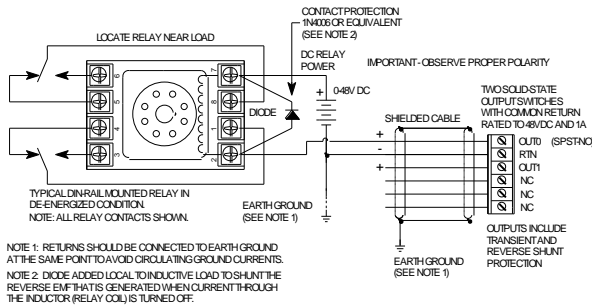 CONTACT PROTECTION
1N4006 OR EQUIVALENT
(SEE NOTE 2)
LOCATE RELAY NEAR LOAD
DC RELAY
POWER
IMPORTANT - OBSERVE PROPER POLARITY
6
5
4
3
7
8
1
2
DIODE
+
0-48V DC
-
TWO SOLID-STATE
OUTPUT SWITCHES
WITH COMMON RETURN
RATED TO 48VDC AND 1A
SHIELDED CABLE
+ OUT0 (SPST-NO)
- RTN
+ OUT1
NC
NC
NC
TYPICAL DIN-RAIL MOUNTED RELAY IN
DE-ENERGIZED CONDITION.
NOTE: ALL RELAY CONTACTS SHOWN.
EARTH GROUND
(SEE NOTE 1)
EARTH GROUND
(SEE NOTE 1)
OUTPUTS INCLUDE
TRANSIENT AND
REVERSE SHUNT
PROTECTION
NOTE 1: RETURNS SHOULD BE CONNECTED TO EARTH GROUND
AT THE SAME POINT TO AVOID CIRCULATING GROUND CURRENTS.
NOTE 2: DIODE ADDED LOCAL TO INDUCTIVE LOAD TO SHUNT THE
REVERSE EMF THAT IS GENERATED WHEN CURRENT THROUGH
THE INDUCTOR (RELAY COIL) IS TURNED OFF.